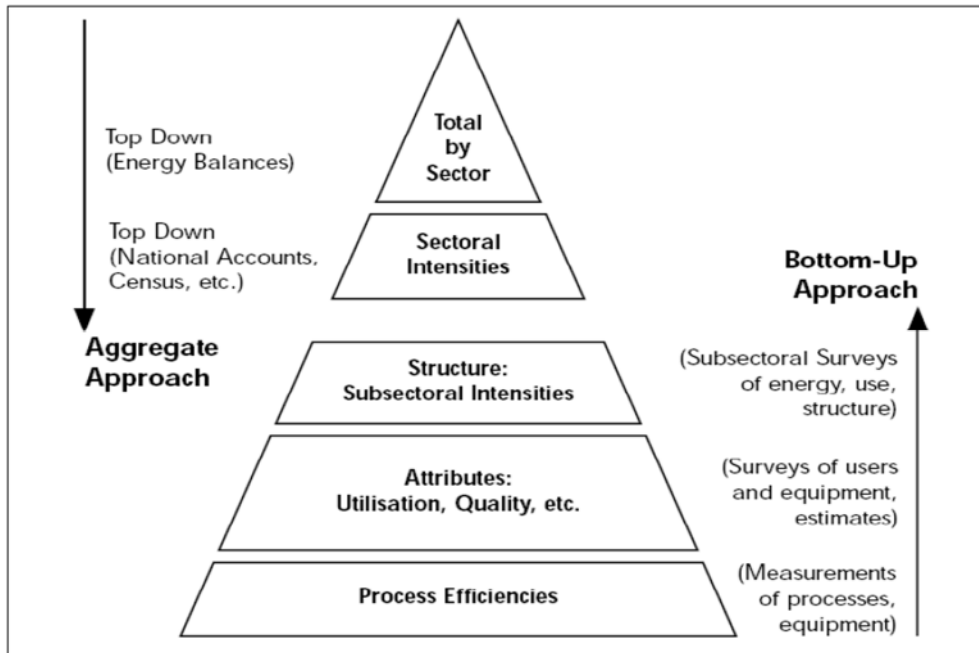 Top Down
(Energy Balances)
Top Down
(National Accounts,
Census, etc.)
Aggregate
Approach
Total
by
Sector
Sectoral
Intensities
Structure:
Subsectoral Intensities
Attributes:
Utilisation, Quality, etc.
Process Efficiencies
Bottom-Up
Approach
(Subsectoral Surveys
of energy, use,
structure)
(Surveys of users
and equipment,
estimates)
(Measurements
of processes,
equipment)